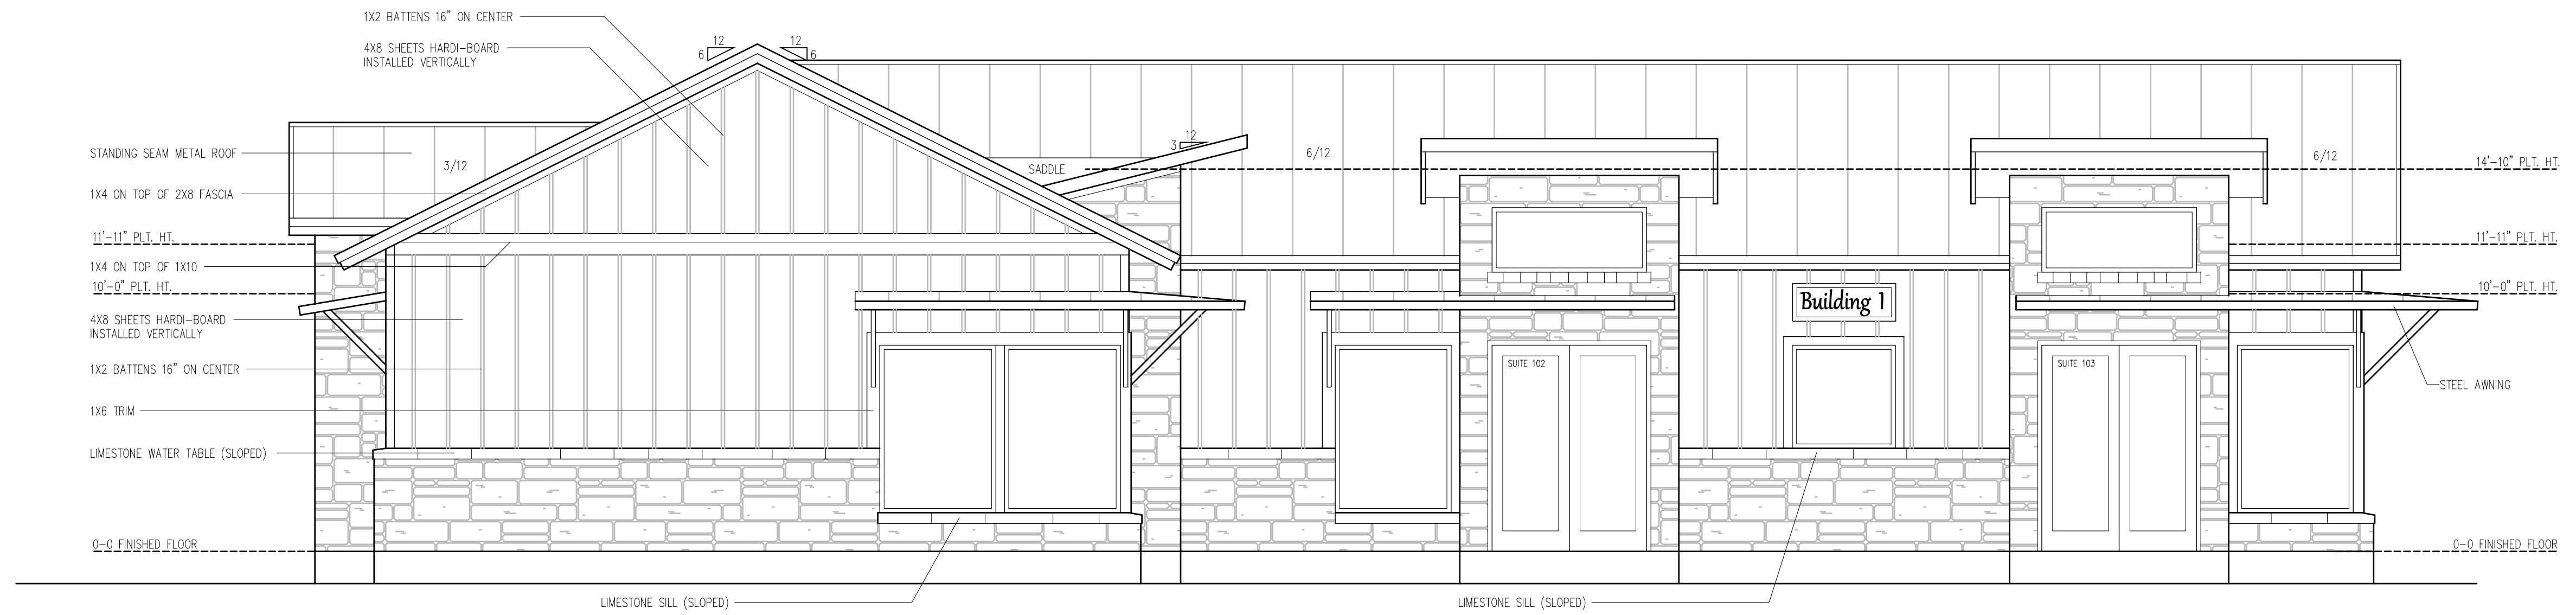 1X2 BATTENS 16" ON CENTER
4X8 SHEETS HARDI-BOARD
INSTALLED VERTICALLY
12
6
12
6
STANDING SEAM METAL ROOF
3/12
1X4 ON TOP OF 2X8 FASCIA
11'-11" PLT. HT.
1X4 ON TOP OF 1X10
10'-0" PLT. HT.
4X8 SHEETS HARDI-BOARD
INSTALLED VERTICALLY
1X2 BATTENS 16" ON CENTER
1X6 TRIM
LIMESTONE WATER TABLE (SLOPED)
0-0 FINISHED FLOOR
LIMESTONE SILL (SLOPED)
SADDLE
12
3
6/12
Building 1
SUITE 102
SUITE 103
LIMESTONE SILL (SLOPED)
6/12
14'-10" PLT. HT.
11'-11" PLT. HT.
10'-0" PLT. HT.
STEEL AWNING
0-0 FINISHED FLOOR